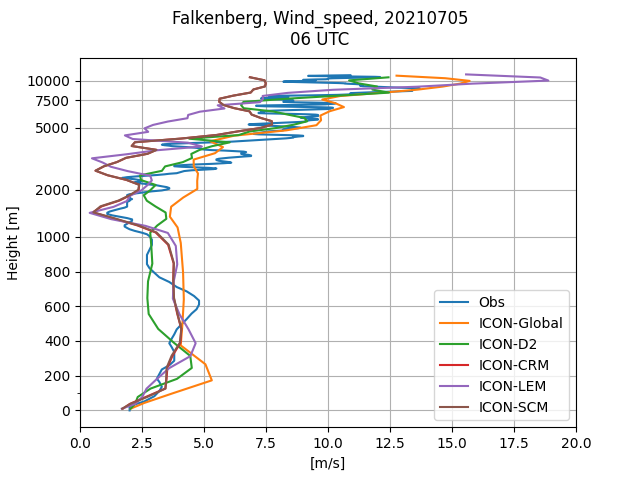 Falkenberg, Wind_speed, 20210705
06 UTC
10000
7500
5000
2000
1000
800
600
400
200
0
Height [m]
0.0 2.5 5.0 7.5 10.0 12.5 15.0 17.5 20.0
[m/s]
Obs
ICON-Global
ICON-D2
ICON-CRM
ICON-LEM
ICON-SCM